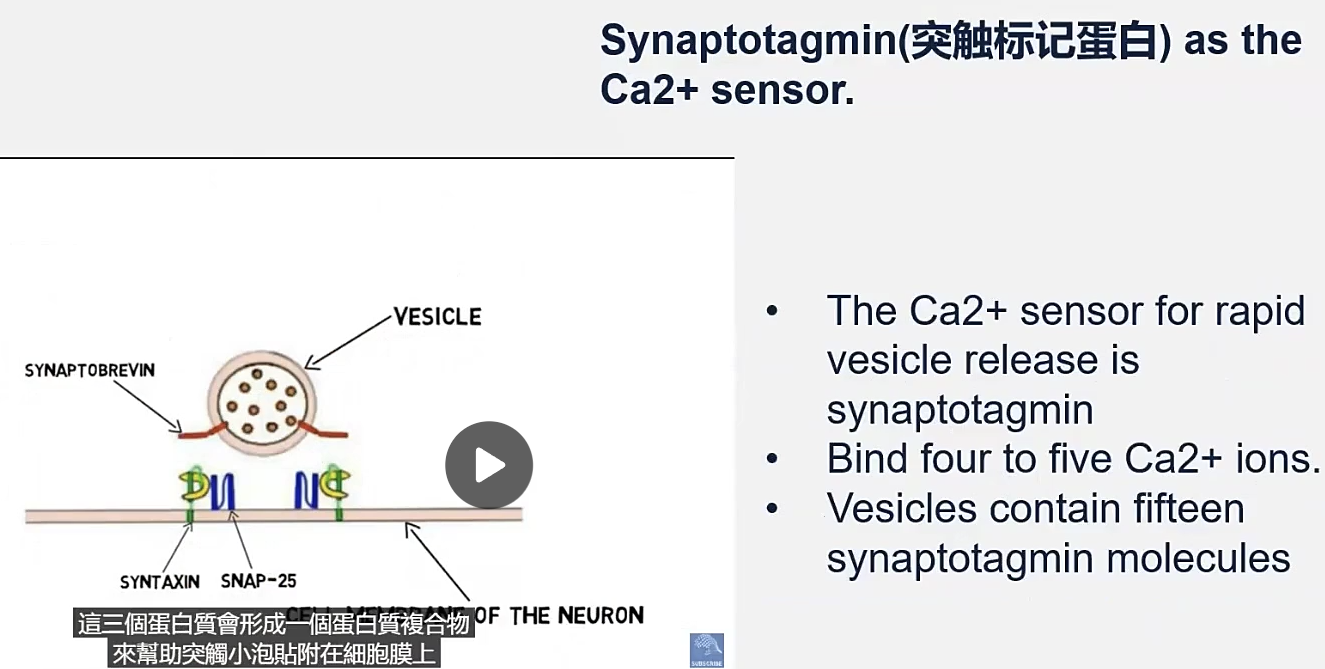 Synaptotagmin(突触标记蛋白) as the
Ca2+ sensor.
VESICLE
SYNAPTOBREVIN
SYNTAXIN
SNAP-25
CELL MEMBRANE OF THE NEURON
這三個蛋白質會形成一個蛋白質複合物
來幫助突觸小泡貼附在細胞膜上
SUBSCRIBE
• The Ca2+ sensor for rapid
vesicle release is
synaptotagmin
• Bind four to five Ca2+ ions.
• Vesicles contain fifteen
synaptotagmin molecules